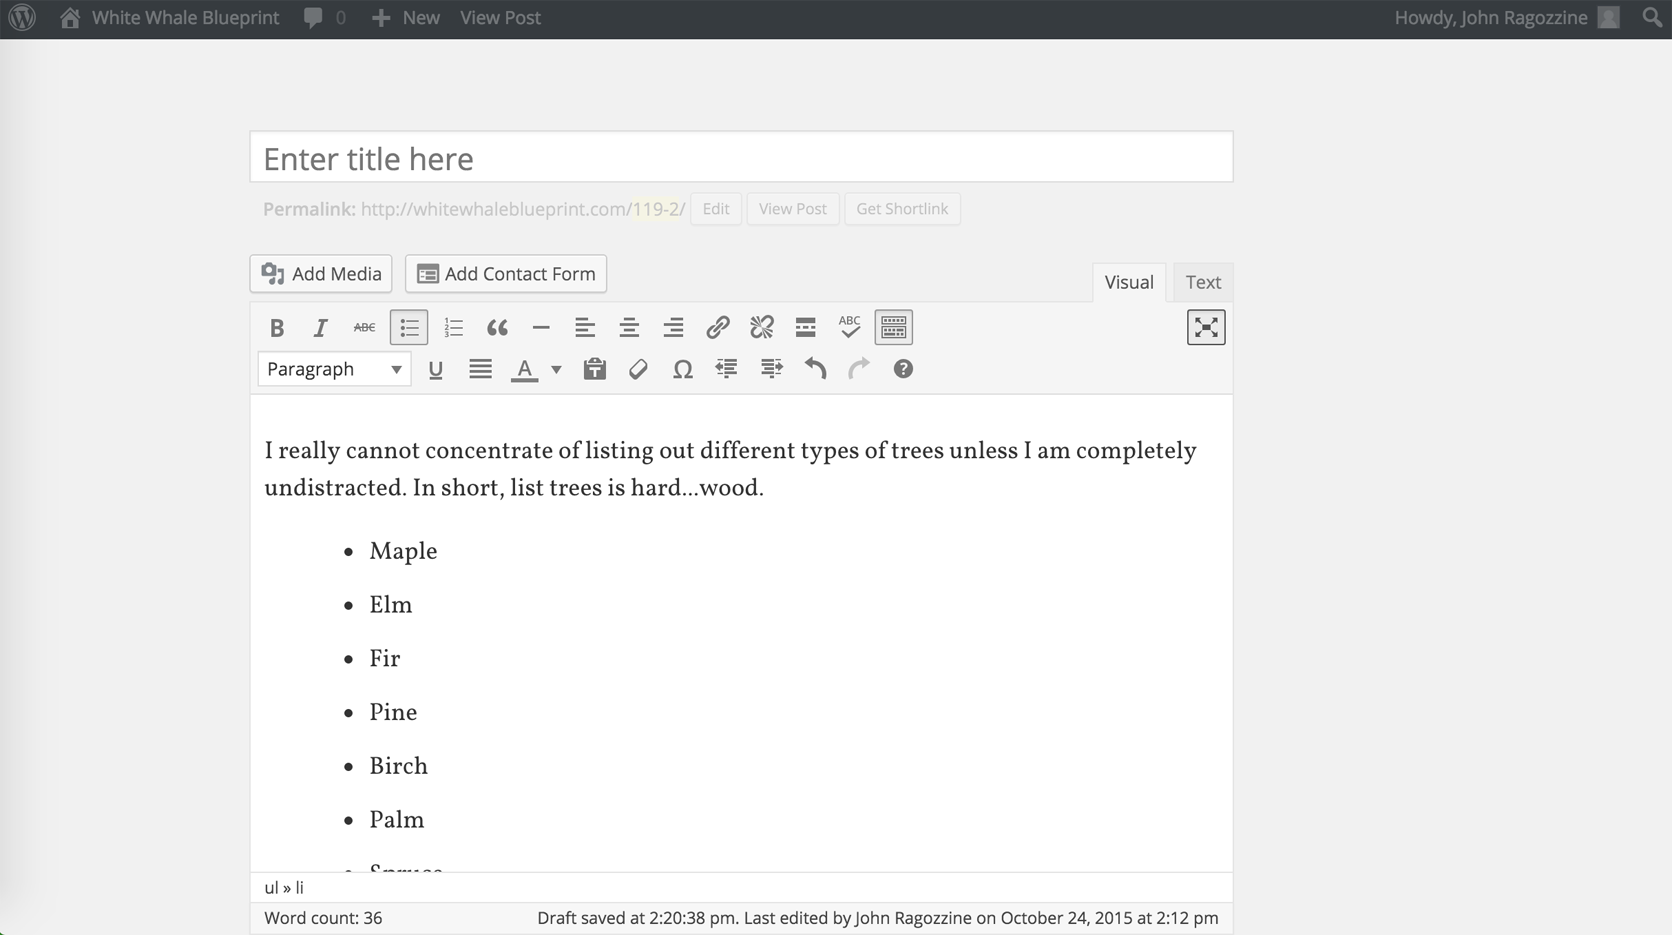 White Whale Blueprint 0 New View Post Howdy, John Ragozzine
Enter title here
Permalink: http://whitewhaleblueprint.com/119-2/ Edit View Post Get Shortlink
Add Media Add Contact Form Visual Text
B I ABC ABC
Paragraph U A Ω ?
I really cannot concentrate of listing out different types of trees unless I am completely
undistracted. In short, list trees is hard...wood.
• Maple
• Elm
• Fir
• Pine
• Birch
• Palm
• Spruce
ul » li
Word count: 36 Draft saved at 2:20:38 pm. Last edited by John Ragozzine on October 24, 2015 at 2:12 pm